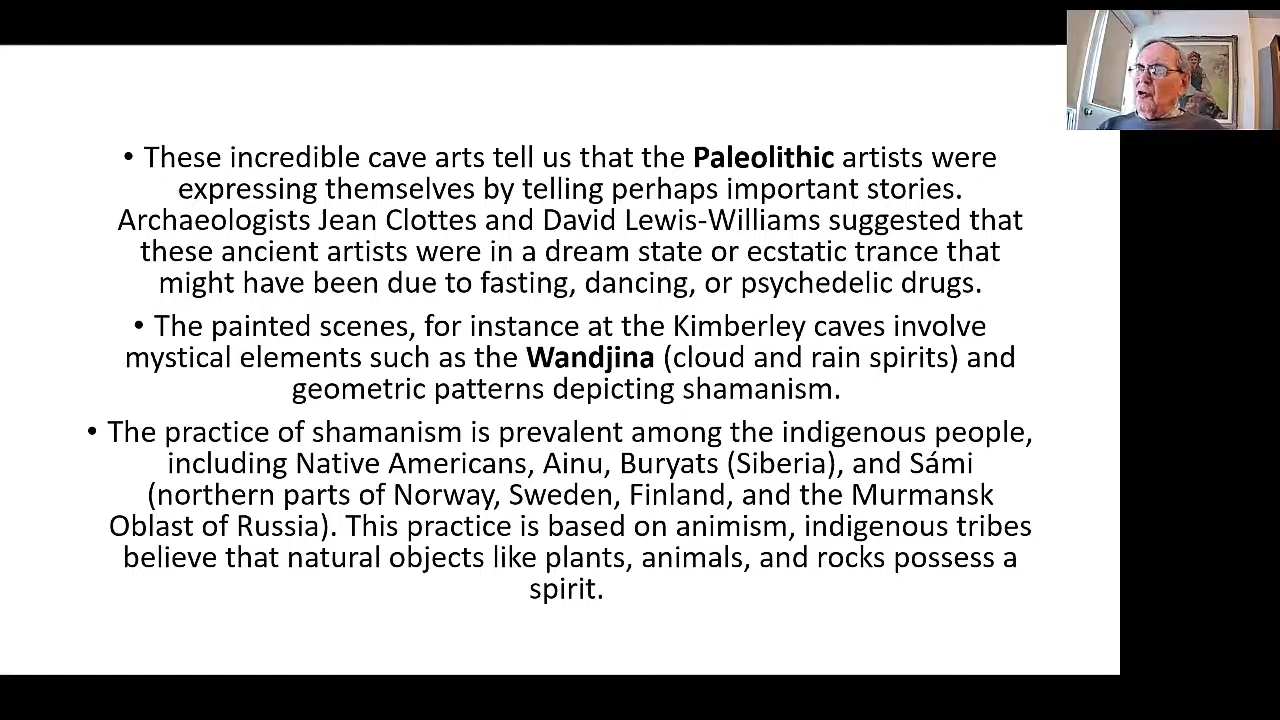 • These incredible cave arts tell us that the Paleolithic artists were
expressing themselves by telling perhaps important stories.
Archaeologists Jean Clottes and David Lewis-Williams suggested that
these ancient artists were in a dream state or ecstatic trance that
might have been due to fasting, dancing, or psychedelic drugs.
• The painted scenes, for instance at the Kimberley caves involve
mystical elements such as the Wandjina (cloud and rain spirits) and
geometric patterns depicting shamanism.
• The practice of shamanism is prevalent among the indigenous people,
including Native Americans, Ainu, Buryats (Siberia), and Sámi
(northern parts of Norway, Sweden, Finland, and the Murmansk
Oblast of Russia). This practice is based on animism, indigenous tribes
believe that natural objects like plants, animals, and rocks possess a
spirit.